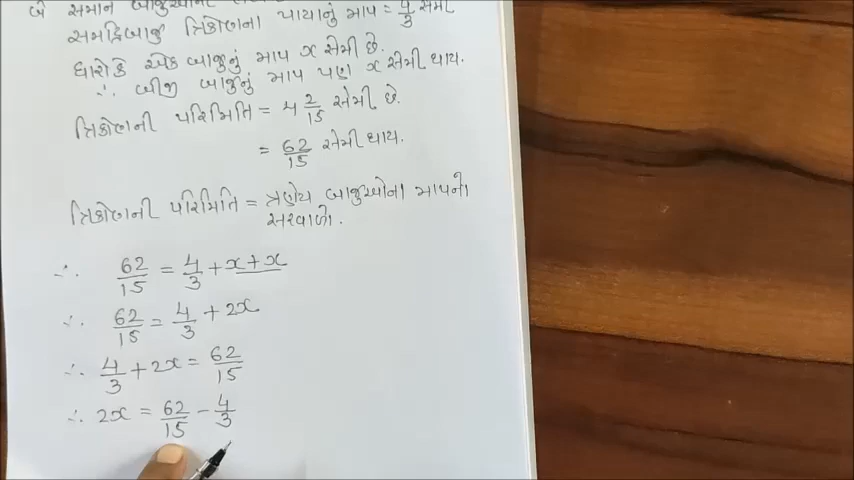 બે સમાન બાજુઓની
સમદ્વિબાજુ ત્રિકોણના પાયાનું માપ = 4/3 સેમી
ધારોકે એક બાજુનું માપ x સેમી છે.
∴ બીજી બાજુનું માપ પણ x સેમી થાય.
ત્રિકોણની પરિમિતિ = 4 2/15 સેમી છે.
= 62/15 સેમી થાય.
ત્રિકોણની પરિમિતિ = ત્રણેય બાજુઓના માપનો
સરવાળો.
∴ 62/15 = 4/3 + x + x
∴ 62/15 = 4/3 + 2x
∴ 4/3 + 2x = 62/15
∴ 2x = 62/15 - 4/3